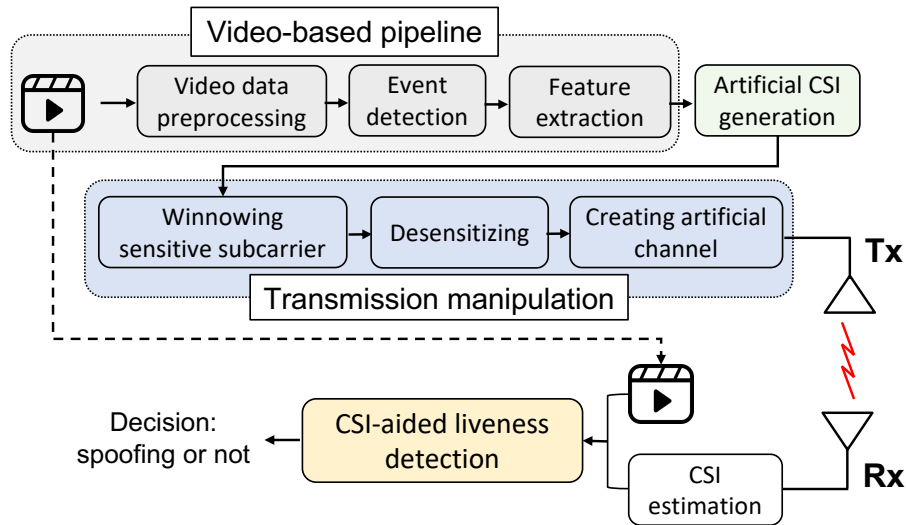 Video-based pipeline
Video data
preprocessing
Event
detection
Feature
extraction
Artificial CSI
generation
Winnowing
sensitive subcarrier
Desensitizing
Creating artificial
channel
Transmission manipulation
Tx
Decision:
spoofing or not
CSI-aided liveness
detection
CSI
estimation
Rx